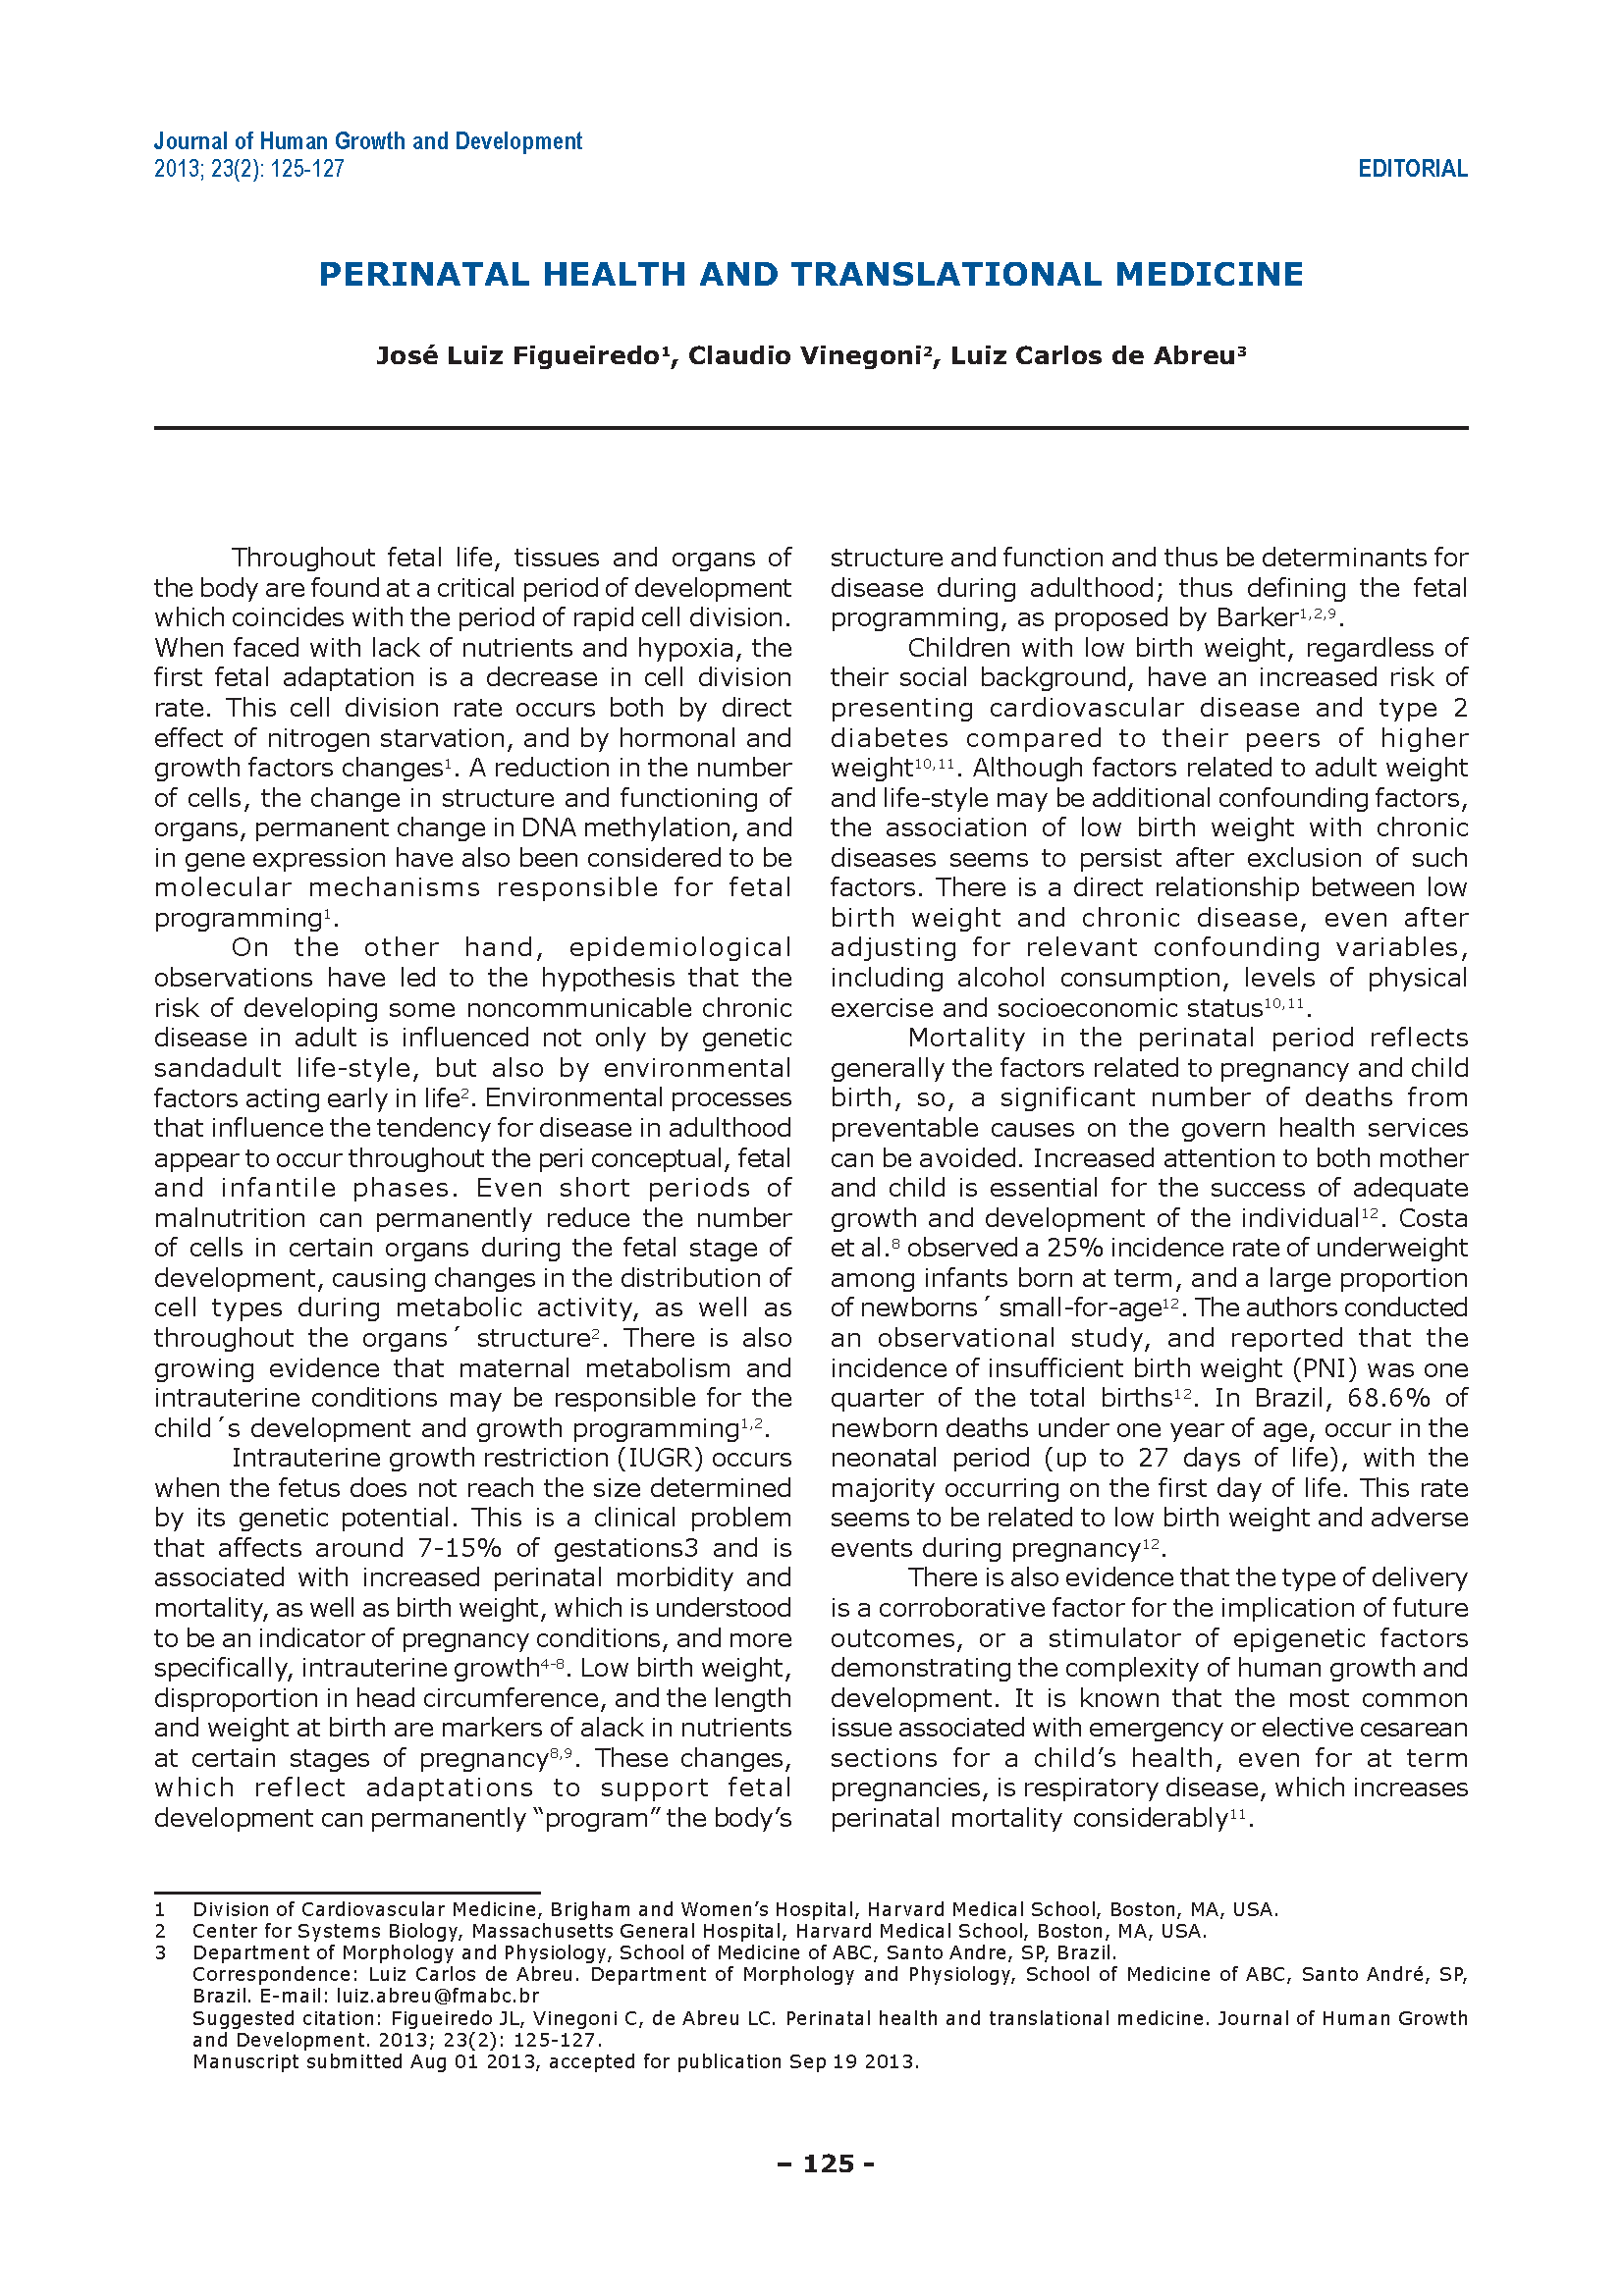 Journal of Human Growth and Development
2013; 23(2): 125-127
EDITORIAL
PERINATAL HEALTH AND TRANSLATIONAL MEDICINE
José Luiz Figueiredo¹, Claudio Vinegoni², Luiz Carlos de Abreu³
Throughout fetal life, tissues and organs of
the body are found at a critical period of development
which coincides with the period of rapid cell division.
When faced with lack of nutrients and hypoxia, the
first fetal adaptation is a decrease in cell division
rate. This cell division rate occurs both by direct
effect of nitrogen starvation, and by hormonal and
growth factors changes¹. A reduction in the number
of cells, the change in structure and functioning of
organs, permanent change in DNA methylation, and
in gene expression have also been considered to be
molecular mechanisms responsible for fetal
programming¹.
On the other hand, epidemiological
observations have led to the hypothesis that the
risk of developing some noncommunicable chronic
disease in adult is influenced not only by genetic
sandadult life-style, but also by environmental
factors acting early in life². Environmental processes
that influence the tendency for disease in adulthood
appear to occur throughout the peri conceptual, fetal
and infantile phases. Even short periods of
malnutrition can permanently reduce the number
of cells in certain organs during the fetal stage of
development, causing changes in the distribution of
cell types during metabolic activity, as well as
throughout the organs´ structure². There is also
growing evidence that maternal metabolism and
intrauterine conditions may be responsible for the
child´s development and growth programming¹,².
Intrauterine growth restriction (IUGR) occurs
when the fetus does not reach the size determined
by its genetic potential. This is a clinical problem
that affects around 7-15% of gestations3 and is
associated with increased perinatal morbidity and
mortality, as well as birth weight, which is understood
to be an indicator of pregnancy conditions, and more
specifically, intrauterine growth⁴⁻⁸. Low birth weight,
disproportion in head circumference, and the length
and weight at birth are markers of alack in nutrients
at certain stages of pregnancy⁸,⁹. These changes,
which reflect adaptations to support fetal
development can permanently “program” the body’s
structure and function and thus be determinants for
disease during adulthood; thus defining the fetal
programming, as proposed by Barker¹,²,⁹.
Children with low birth weight, regardless of
their social background, have an increased risk of
presenting cardiovascular disease and type 2
diabetes compared to their peers of higher
weight¹⁰,¹¹. Although factors related to adult weight
and life-style may be additional confounding factors,
the association of low birth weight with chronic
diseases seems to persist after exclusion of such
factors. There is a direct relationship between low
birth weight and chronic disease, even after
adjusting for relevant confounding variables,
including alcohol consumption, levels of physical
exercise and socioeconomic status¹⁰,¹¹.
Mortality in the perinatal period reflects
generally the factors related to pregnancy and child
birth, so, a significant number of deaths from
preventable causes on the govern health services
can be avoided. Increased attention to both mother
and child is essential for the success of adequate
growth and development of the individual¹². Costa
et al.⁸ observed a 25% incidence rate of underweight
among infants born at term, and a large proportion
of newborns´ small-for-age¹². The authors conducted
an observational study, and reported that the
incidence of insufficient birth weight (PNI) was one
quarter of the total births¹². In Brazil, 68.6% of
newborn deaths under one year of age, occur in the
neonatal period (up to 27 days of life), with the
majority occurring on the first day of life. This rate
seems to be related to low birth weight and adverse
events during pregnancy¹².
There is also evidence that the type of delivery
is a corroborative factor for the implication of future
outcomes, or a stimulator of epigenetic factors
demonstrating the complexity of human growth and
development. It is known that the most common
issue associated with emergency or elective cesarean
sections for a child’s health, even for at term
pregnancies, is respiratory disease, which increases
perinatal mortality considerably¹¹.
1 Division of Cardiovascular Medicine, Brigham and Women’s Hospital, Harvard Medical School, Boston, MA, USA.
2 Center for Systems Biology, Massachusetts General Hospital, Harvard Medical School, Boston, MA, USA.
3 Department of Morphology and Physiology, School of Medicine of ABC, Santo Andre, SP, Brazil.
Correspondence: Luiz Carlos de Abreu. Department of Morphology and Physiology, School of Medicine of ABC, Santo André, SP,
Brazil. E-mail: luiz.abreu@fmabc.br
Suggested citation: Figueiredo JL, Vinegoni C, de Abreu LC. Perinatal health and translational medicine. Journal of Human Growth
and Development. 2013; 23(2): 125-127.
Manuscript submitted Aug 01 2013, accepted for publication Sep 19 2013.
– 125 -